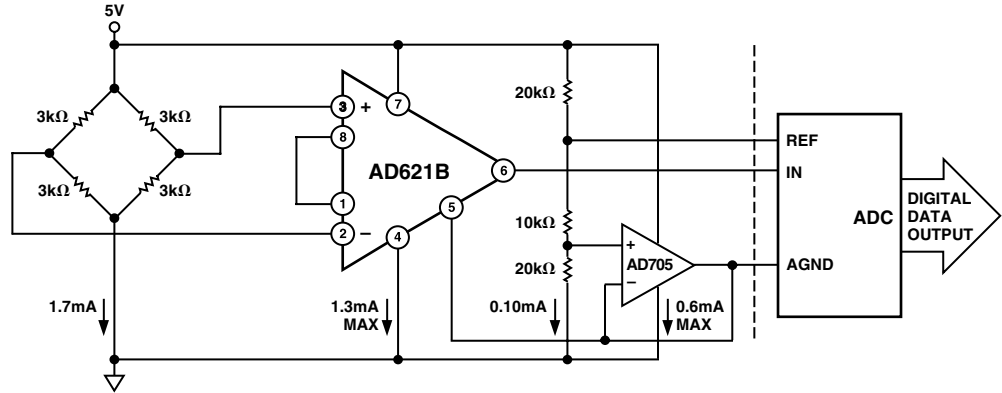 5V
3kΩ
3kΩ
3kΩ
3kΩ
1.7mA
3
+
8
1
2
–
7
AD621B
6
5
4
1.3mA
MAX
20kΩ
10kΩ
20kΩ
0.10mA
+
AD705
–
0.6mA
MAX
REF
IN
ADC
AGND
DIGITAL
DATA
OUTPUT